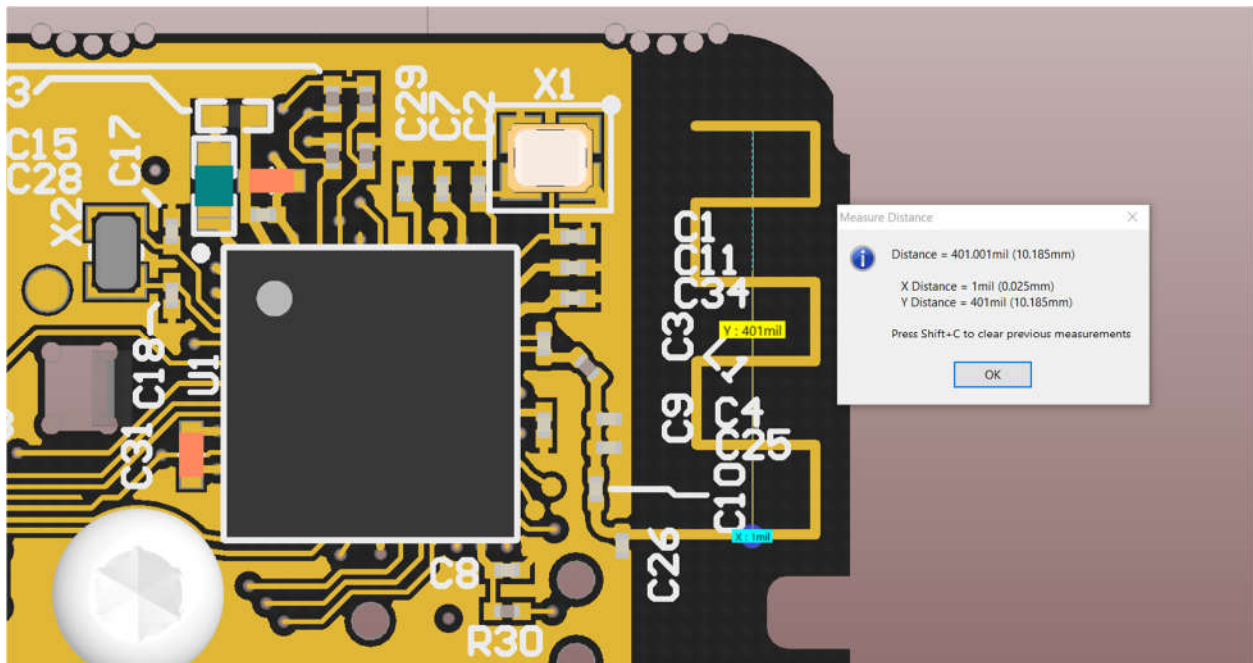 X1
C29
C7
C2
3
C15
C28
C17
X2
C1
C11
C34
C3
C18
U1
C9
C4
C25
C31
C10
C26
C8
R30
Y : 401mil
X : 1mil
Measure Distance
Distance = 401.001mil (10.185mm)
X Distance = 1mil (0.025mm)
Y Distance = 401mil (10.185mm)
Press Shift+C to clear previous measurements
OK